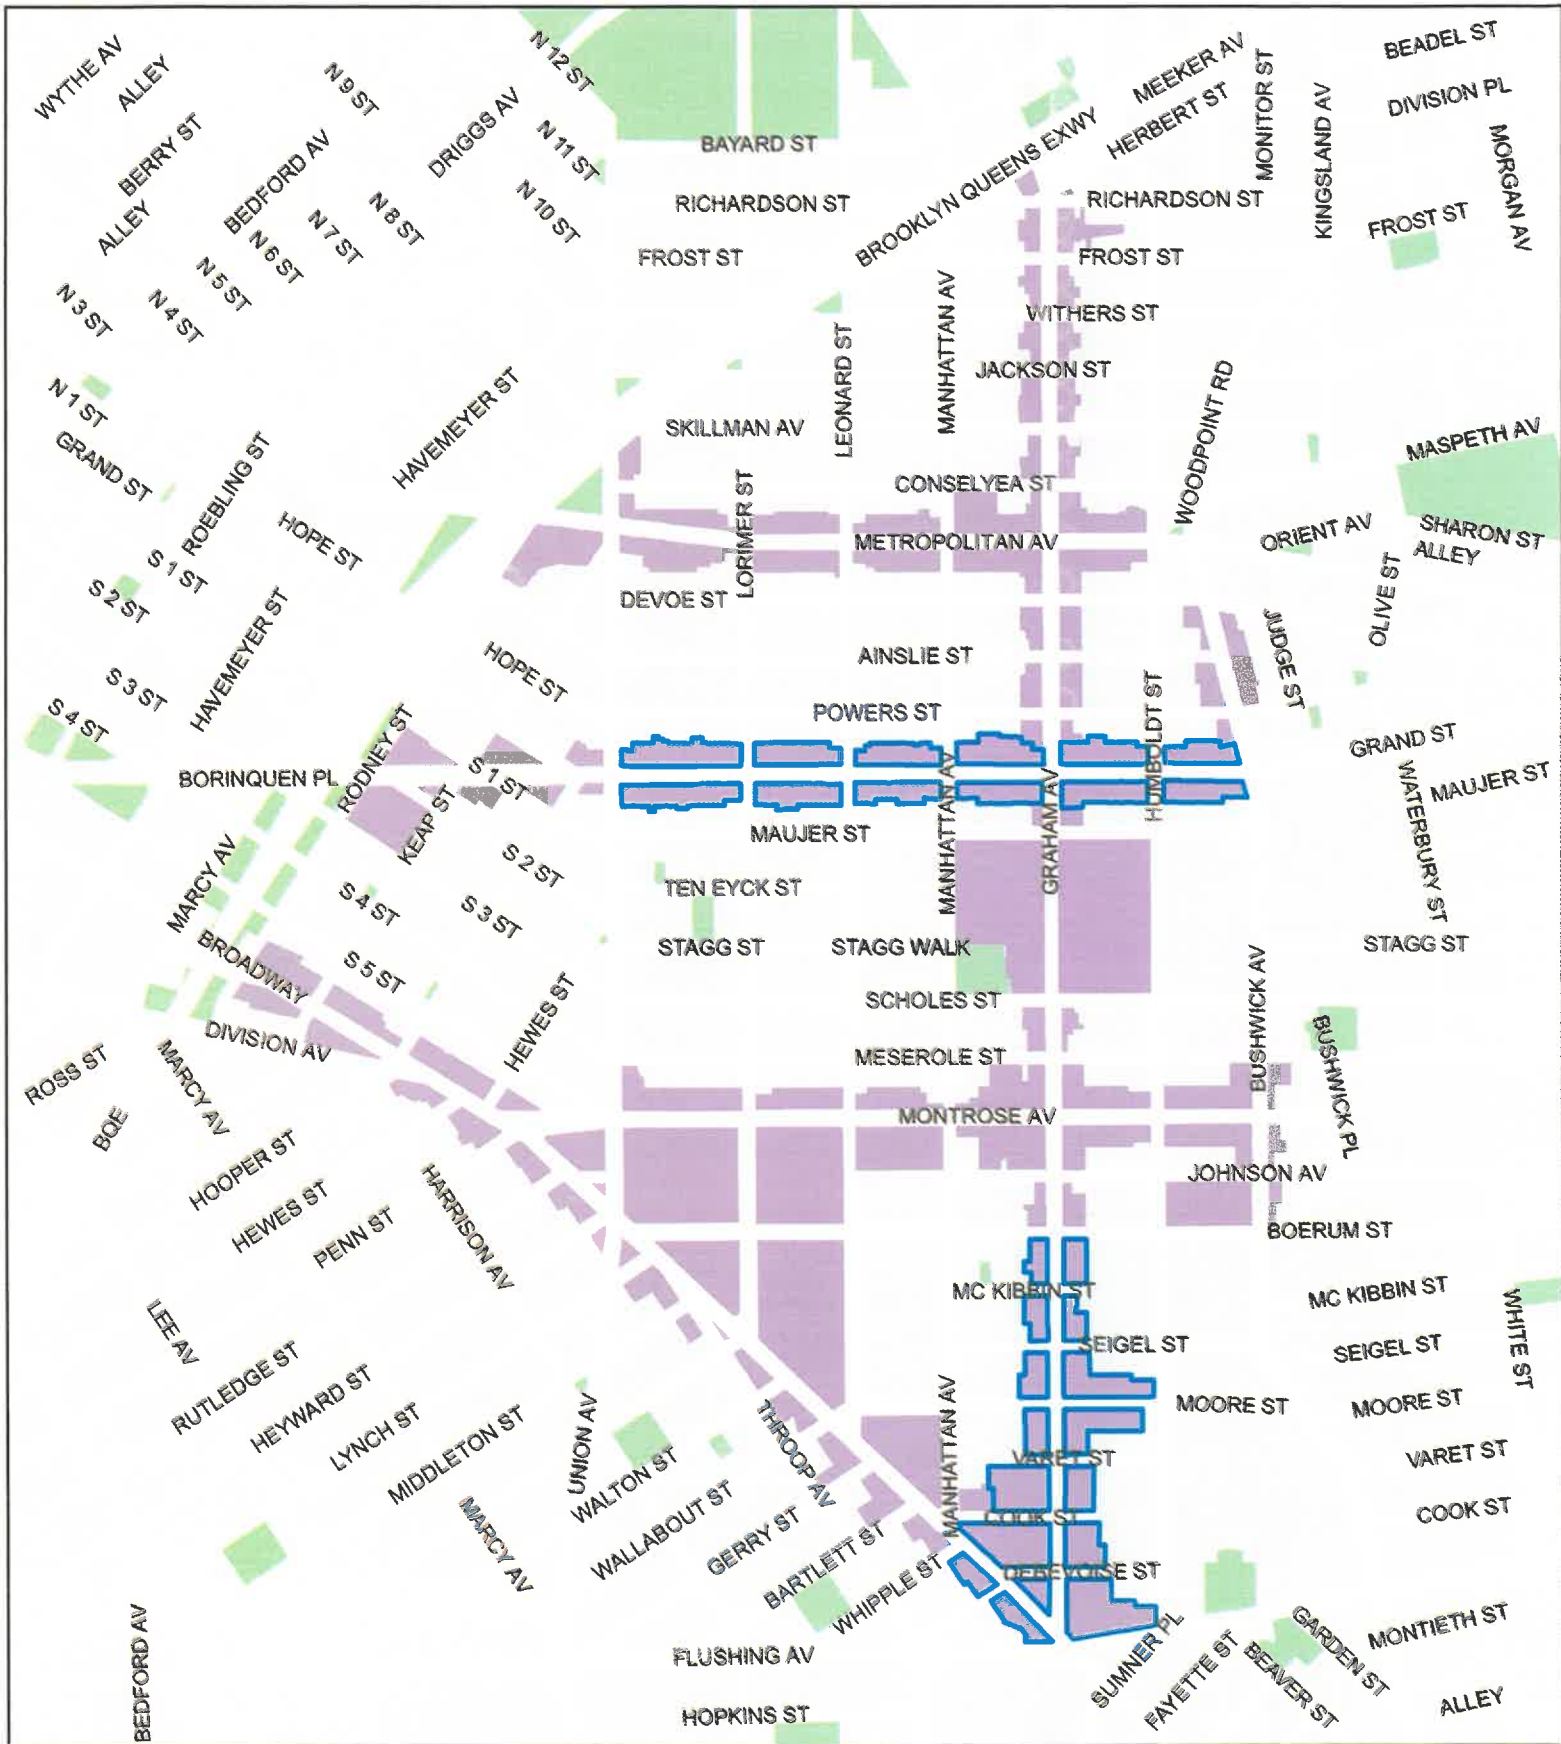 WYTHE AV
ALLEY
N 9 ST
N 12 ST
MEEKER AV
MONITOR ST
BEADEL ST
BERRY ST
BEDFORD AV
DRIGGS AV
N 11 ST
BAYARD ST
HERBERT ST
KINGSLAND AV
DIVISION PL
MORGAN AV
ALLEY
N 6 ST
N 7 ST
N 8 ST
N 10 ST
RICHARDSON ST
BROOKLYN QUEENS EXWY
RICHARDSON ST
FROST ST
N 3 ST
N 4 ST
N 5 ST
FROST ST
FROST ST
WITHERS ST
LEONARD ST
MANHATTAN AV
JACKSON ST
WOODPOINT RD
N 1 ST
GRAND ST
ROEBLING ST
HAVEMEYER ST
SKILLMAN AV
MASPETH AV
HOPE ST
LORIMER ST
CONSELYEA ST
METROPOLITAN AV
ORIENT AV
SHARON ST
ALLEY
S 1 ST
S 2 ST
HAVEMEYER ST
DEVOE ST
OLIVE ST
S 3 ST
HOPE ST
AINSLIE ST
JUDGE ST
S 4 ST
RODNEY ST
POWERS ST
HUMBOLDT ST
GRAND ST
BORINQUEN PL
S 1 ST
KEAP ST
MAUJER ST
MANHATTAN AV
GRAHAM AV
WATERBURY ST
MAUJER ST
MARCY AV
S 2 ST
S 4 ST
S 3 ST
TEN EYCK ST
BROADWAY
S 5 ST
STAGG ST
STAGG WALK
STAGG ST
DIVISION AV
HEWES ST
SCHOLES ST
BUSHWICK AV
BUSHWICK PL
ROSS ST
MARCY AV
MESEROLE ST
BQE
MONTROSE AV
HOOPER ST
HARRISON AV
JOHNSON AV
HEWES ST
PENN ST
BOERUM ST
LEE AV
MC KIBBIN ST
MC KIBBIN ST
WHITE ST
RUTLEDGE ST
SEIGEL ST
SEIGEL ST
HEYWARD ST
LYNCH ST
MIDDLETON ST
UNION AV
THROOP AV
MANHATTAN AV
MOORE ST
MOORE ST
WALTON ST
VARET ST
VARET ST
MARCY AV
WALLABOUT ST
GERRY ST
BARTLETT ST
WHIPPLE ST
COOK ST
COOK ST
DEBEVOISE ST
BEDFORD AV
FLUSHING AV
SUMNER PL
FAYETTE ST
BEAVER ST
GARDEN ST
MONTIETH ST
HOPKINS ST
ALLEY